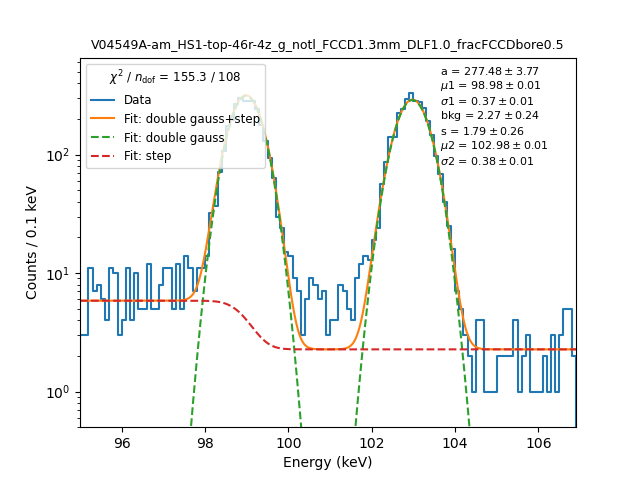 V04549A-am_HS1-top-46r-4z_g_notl_FCCD1.3mm_DLF1.0_fracFCCDbore0.5
χ² / n_dof = 155.3 / 108
Data
Fit: double gauss+step
Fit: double gauss
Fit: step
a = 277.48 ± 3.77
μ1 = 98.98 ± 0.01
σ1 = 0.37 ± 0.01
bkg = 2.27 ± 0.24
s = 1.79 ± 0.26
μ2 = 102.98 ± 0.01
σ2 = 0.38 ± 0.01
Counts / 0.1 keV
10²
10¹
10⁰
96 98 100 102 104 106
Energy (keV)